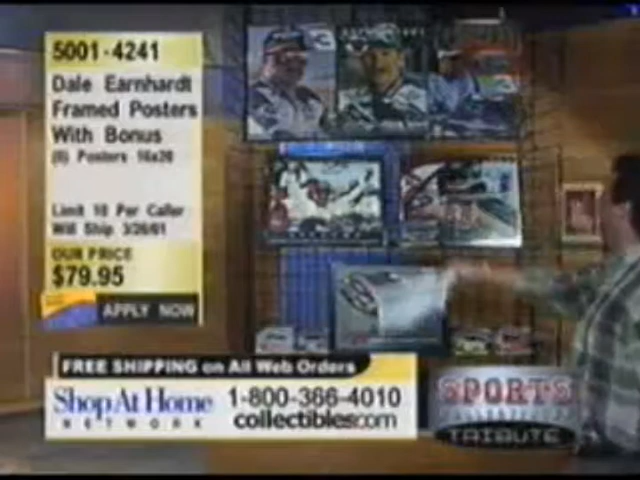 5001-4241
Dale Earnhardt
Framed Posters
With Bonus
(6) Posters 16x20
Limit 10 Per Caller
Will Ship 3/26/01
OUR PRICE
$79.95
APPLY NOW
FREE SHIPPING on All Web Orders
Shop At Home
NETWORK
1-800-366-4010
collectibles.com
SPORTS
TRIBUTE